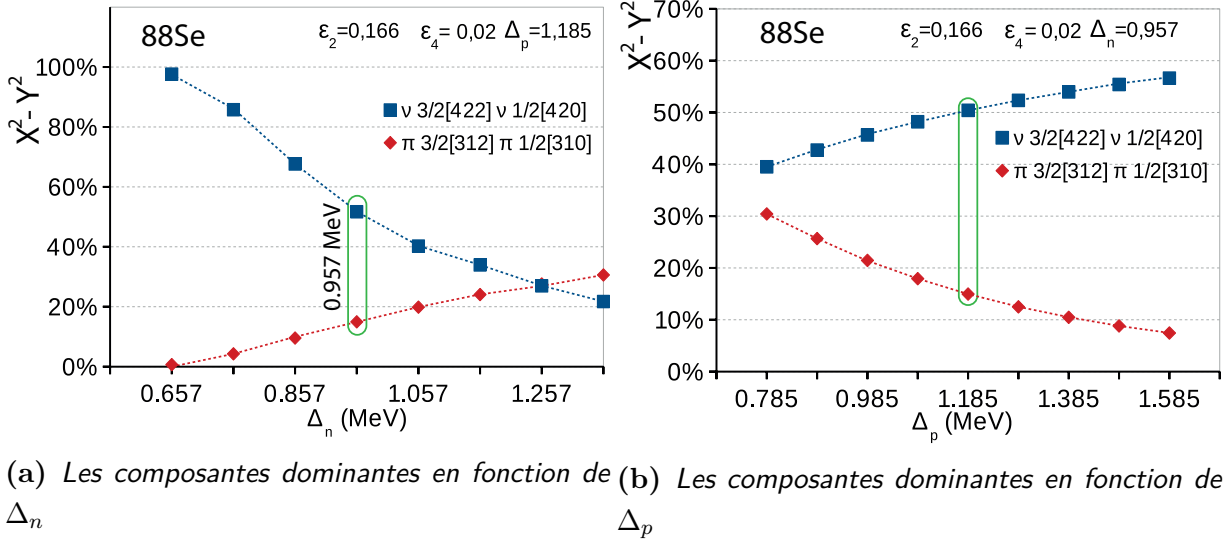 88Se
ε₂=0,166 ε₄= 0,02 Δₚ=1,185
X²- Y²
100%
80%
60%
40%
20%
0%
ν 3/2[422] ν 1/2[420]
π 3/2[312] π 1/2[310]
0.957 MeV
0.657 0.857 1.057 1.257
Δₙ (MeV)
(a) Les composantes dominantes en fonction de
Δₙ
88Se
ε₂=0,166 ε₄= 0,02 Δₙ=0,957
X²- Y²
70%
60%
50%
40%
30%
20%
10%
0%
ν 3/2[422] ν 1/2[420]
π 3/2[312] π 1/2[310]
0.785 0.985 1.185 1.385 1.585
Δₚ (MeV)
(b) Les composantes dominantes en fonction de
Δₚ